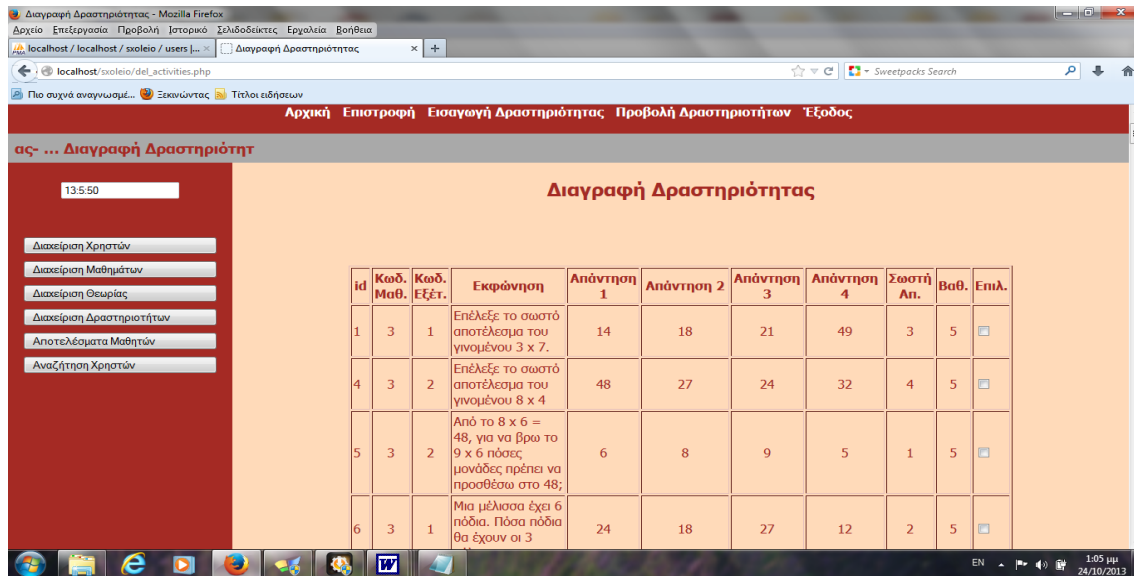 Διαγραφή Δραστηριότητας - Mozilla Firefox
Αρχείο Επεξεργασία Προβολή Ιστορικό Σελιδοδείκτες Εργαλεία Βοήθεια
localhost / localhost / sxoleio / users |... × Διαγραφή Δραστηριότητας × +
localhost/sxoleio/del_activities.php Sweetpacks Search
Πιο συχνά αναγνωσμέ... Ξεκινώντας Τίτλοι ειδήσεων
Αρχική Επιστροφή Εισαγωγή Δραστηριότητας Προβολή Δραστηριοτήτων Έξοδος
ας- ... Διαγραφή Δραστηριότητ
13:5:50
Διαγραφή Δραστηριότητας
Διαχείριση Χρηστών
Διαχείριση Μαθημάτων
Διαχείριση Θεωρίας
Διαχείριση Δραστηριοτήτων
Αποτελέσματα Μαθητών
Αναζήτηση Χρηστών
id Κωδ. Μαθ. Κωδ. Εξέτ. Εκφώνηση Απάντηση 1 Απάντηση 2 Απάντηση 3 Απάντηση 4 Σωστή Απ. Βαθ. Επιλ.
1 3 1 Επέλεξε το σωστό
αποτέλεσμα του
γινομένου 3 x 7. 14 18 21 49 3 5
4 3 2 Επέλεξε το σωστό
αποτέλεσμα του
γινομένου 8 x 4 48 27 24 32 4 5
5 3 2 Από το 8 x 6 =
48, για να βρω το
9 x 6 πόσες
μονάδες πρέπει να
προσθέσω στο 48; 6 8 9 5 1 5
6 3 1 Μια μέλισσα έχει 6
πόδια. Πόσα πόδια
θα έχουν οι 3 24 18 27 12 2 5
EN 1:05 μμ
24/10/2013